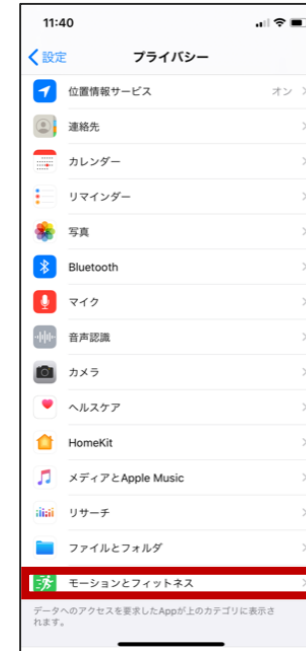 11:40
設定
プライバシー
位置情報サービス オン
連絡先
カレンダー
リマインダー
写真
Bluetooth
マイク
音声認識
カメラ
ヘルスケア
HomeKit
メディアとApple Music
リサーチ
ファイルとフォルダ
モーションとフィットネス
データへのアクセスを要求したAppが上のカテゴリに表示さ
れます。